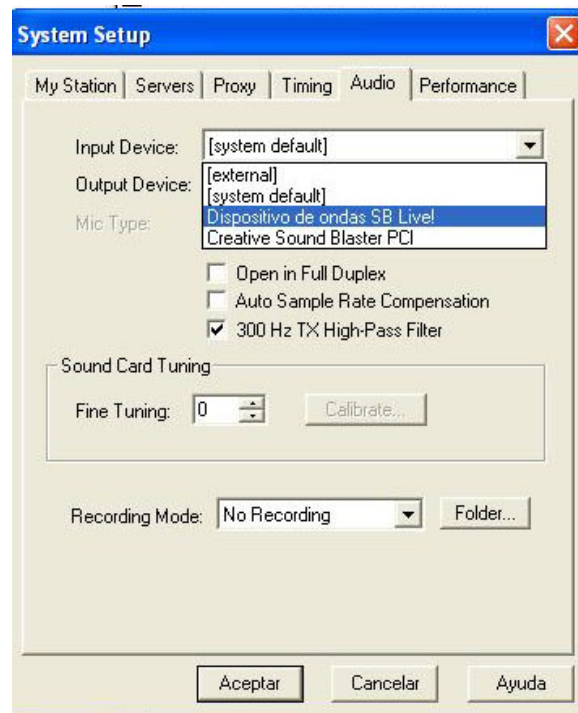 System Setup
My Station Servers Proxy Timing Audio Performance
Input Device: [system default]
Output Device: [external]
[system default]
Mic Type: Dispositivo de ondas SB Live!
Creative Sound Blaster PCI
Open in Full Duplex
Auto Sample Rate Compensation
300 Hz TX High-Pass Filter
Sound Card Tuning
Fine Tuning: 0 Calibrate...
Recording Mode: No Recording Folder...
Aceptar Cancelar Ayuda